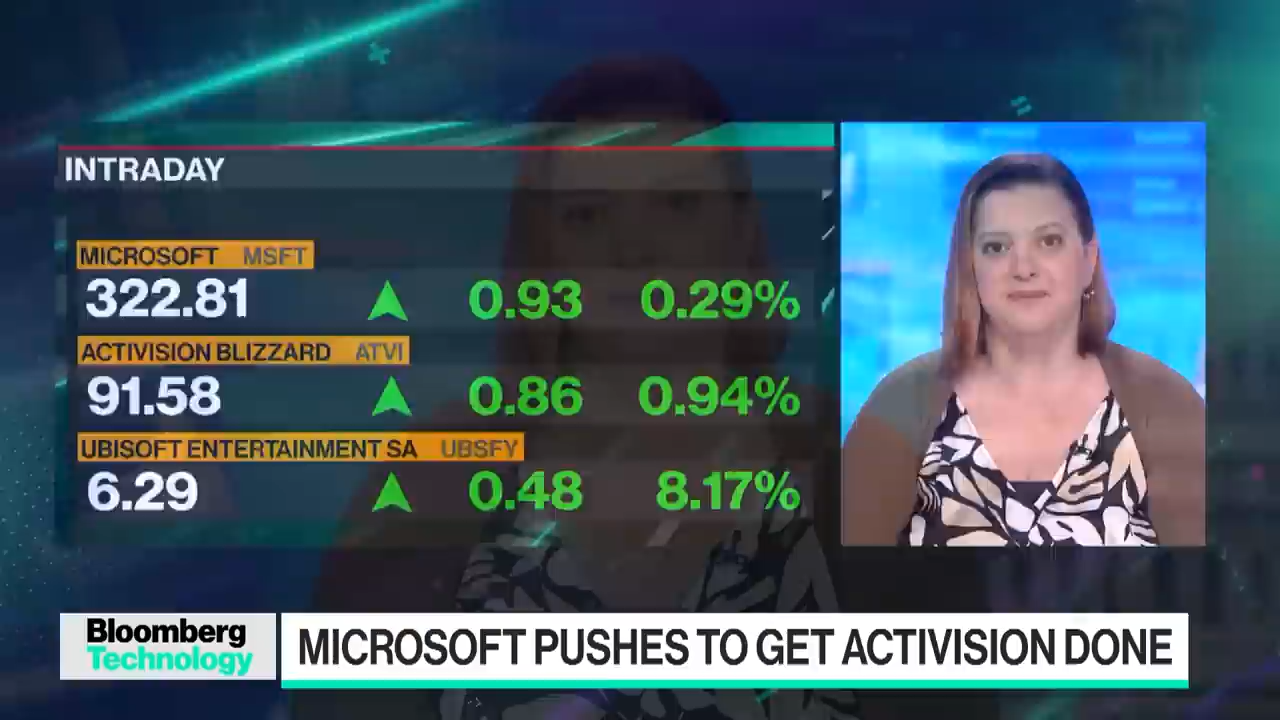 INTRADAY
MICROSOFT MSFT
322.81 0.93 0.29%
ACTIVISION BLIZZARD ATVI
91.58 0.86 0.94%
UBISOFT ENTERTAINMENT SA UBSFY
6.29 0.48 8.17%
Bloomberg
Technology
MICROSOFT PUSHES TO GET ACTIVISION DONE